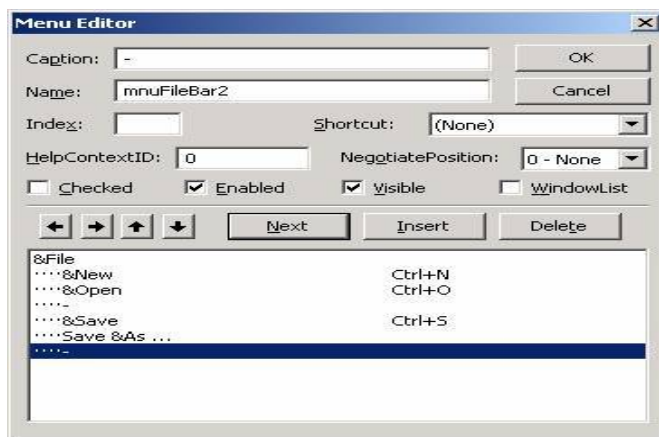 Menu Editor
Caption: -
OK
Name: mnuFileBar2
Cancel
Index: Shortcut: (None)
HelpContextID: 0 NegotiatePosition: 0 - None
Checked Enabled Visible WindowList
Next Insert Delete
&File
····&New Ctrl+N
····&Open Ctrl+O
····-
····&Save Ctrl+S
····Save &As ...
····-